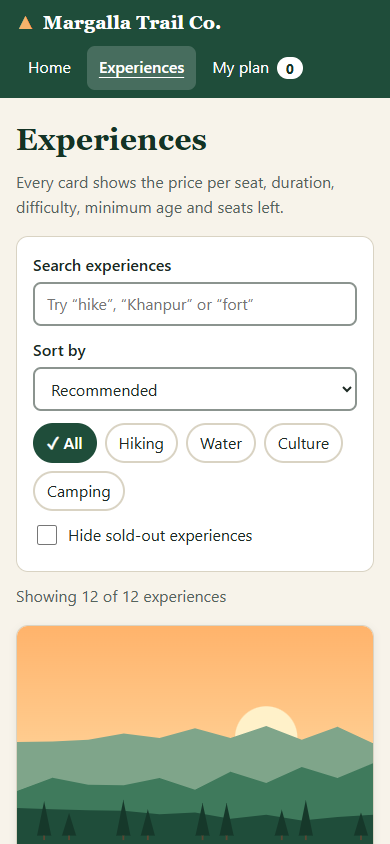 Margalla Trail Co.
Home Experiences My plan 0
Experiences
Every card shows the price per seat, duration,
difficulty, minimum age and seats left.
Search experiences
Try “hike”, “Khanpur” or “fort”
Sort by
Recommended
✓ All Hiking Water Culture
Camping
Hide sold-out experiences
Showing 12 of 12 experiences